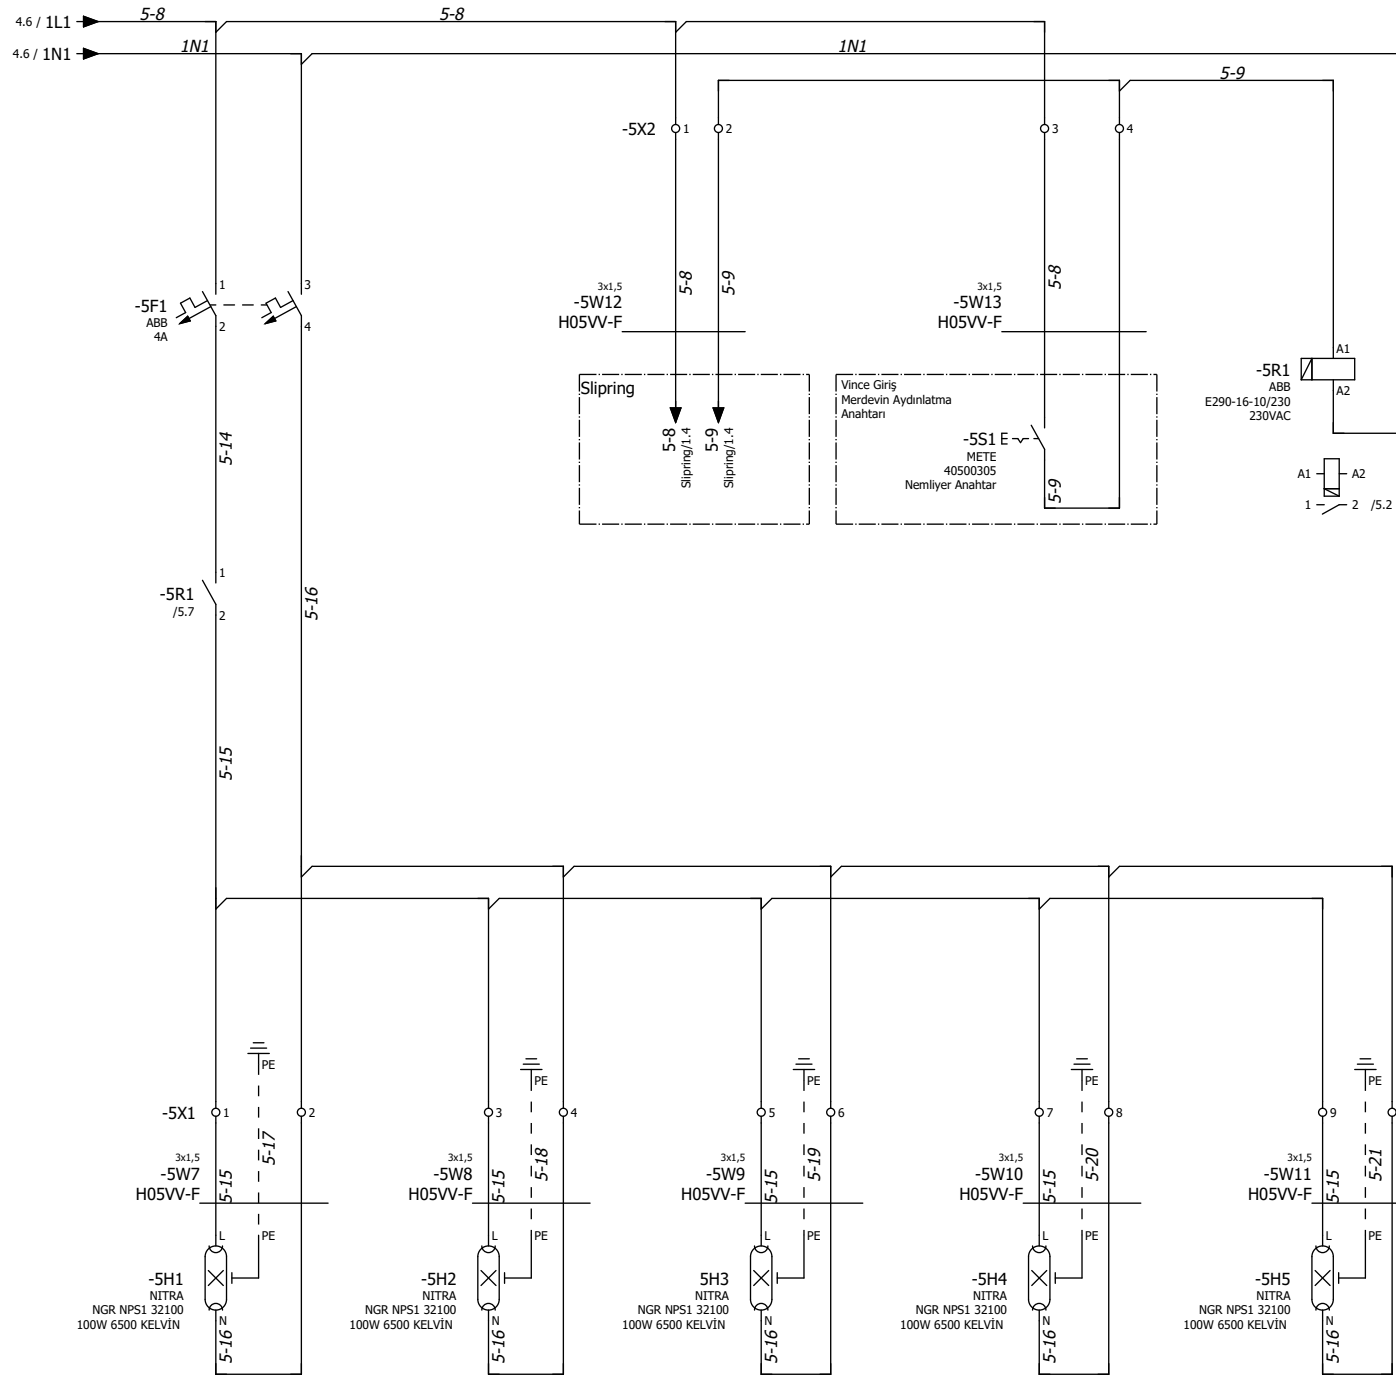 4.6 / 1L1
5-8
5-8
4.6 / 1N1
1N1
1N1
5-9
-5X2
1
2
3
4
-5F1
ABB
4A
1
2
3
4
3x1,5
-5W12
H05VV-F
5-8
5-9
3x1,5
-5W13
H05VV-F
5-8
Slipring
5-8
Slipring/1.4
5-9
Slipring/1.4
Vince Giriş
Merdevin Aydınlatma
Anahtarı
-5S1
E
METE
40500305
Nemliyer Anahtar
5-9
-5R1
ABB
E290-16-10/230
230VAC
A1
A2
A1
A2
1
2 /5.2
5-14
-5R1
/5.7
1
2
5-16
5-15
-5X1
1
2
3
4
5
6
7
8
9
PE
PE
PE
PE
PE
5-17
5-18
5-19
5-20
5-21
3x1,5
-5W7
H05VV-F
5-15
3x1,5
-5W8
H05VV-F
5-15
3x1,5
-5W9
H05VV-F
5-15
3x1,5
-5W10
H05VV-F
5-15
3x1,5
-5W11
H05VV-F
5-15
L
PE
L
PE
L
PE
L
PE
L
PE
-5H1
NITRA
NGR NPS1 32100
100W 6500 KELVİN
N
5-16
-5H2
NITRA
NGR NPS1 32100
100W 6500 KELVİN
N
5-16
5H3
NITRA
NGR NPS1 32100
100W 6500 KELVİN
N
5-16
-5H4
NITRA
NGR NPS1 32100
100W 6500 KELVİN
N
5-16
-5H5
NITRA
NGR NPS1 32100
100W 6500 KELVİN
N
5-16